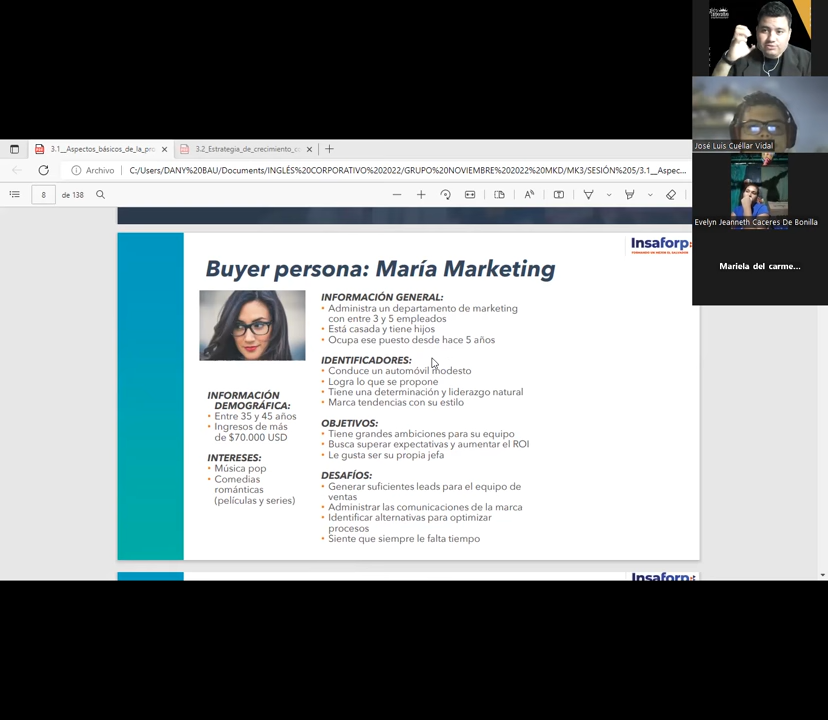 José Luis Cuéllar Vidal
Evelyn Jeanneth Caceres De Bonilla
Mariela del carme...
3.1__Aspectos_básicos_de_la_pro
3.2_Estrategia_de_crecimiento_c
Archivo
C:/Users/DANY%20BAU/Documents/INGLÉS%20CORPORATIVO%202022/GRUPO%20NOVIEMBRE%202022%20MKD/MK3/SESIÓN%205/3.1__Aspec...
8
de 138
Insaforp
Buyer persona: María Marketing
INFORMACIÓN
DEMOGRÁFICA:
• Entre 35 y 45 años
• Ingresos de más
de $70.000 USD
INTERESES:
• Música pop
• Comedias
románticas
(películas y series)
INFORMACIÓN GENERAL:
• Administra un departamento de marketing
con entre 3 y 5 empleados
• Está casada y tiene hijos
• Ocupa ese puesto desde hace 5 años
IDENTIFICADORES:
• Conduce un automóvil modesto
• Logra lo que se propone
• Tiene una determinación y liderazgo natural
• Marca tendencias con su estilo
OBJETIVOS:
• Tiene grandes ambiciones para su equipo
• Busca superar expectativas y aumentar el ROI
• Le gusta ser su propia jefa
DESAFÍOS:
• Generar suficientes leads para el equipo de
ventas
• Administrar las comunicaciones de la marca
• Identificar alternativas para optimizar
procesos
• Siente que siempre le falta tiempo
Insaforp